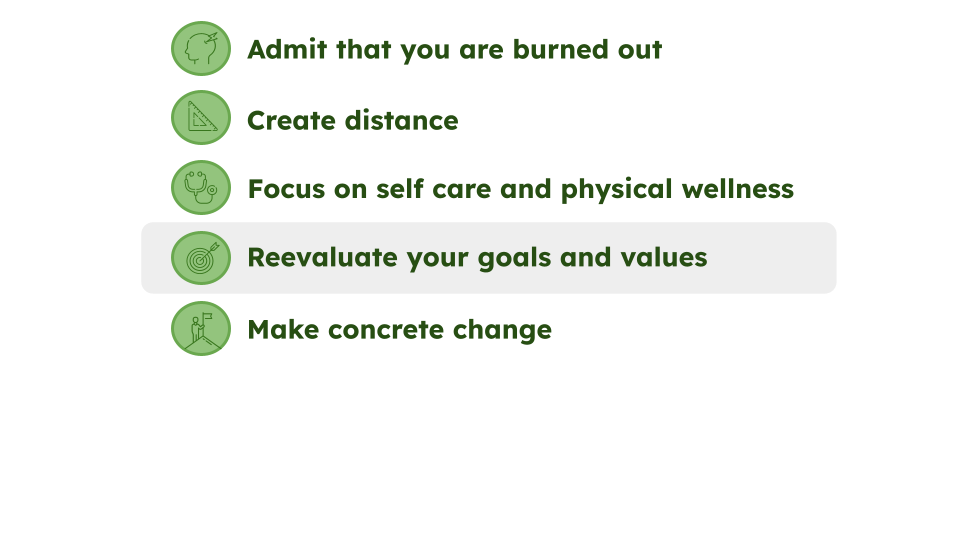 Admit that you are burned out
Create distance
Focus on self care and physical wellness
Reevaluate your goals and values
Make concrete change